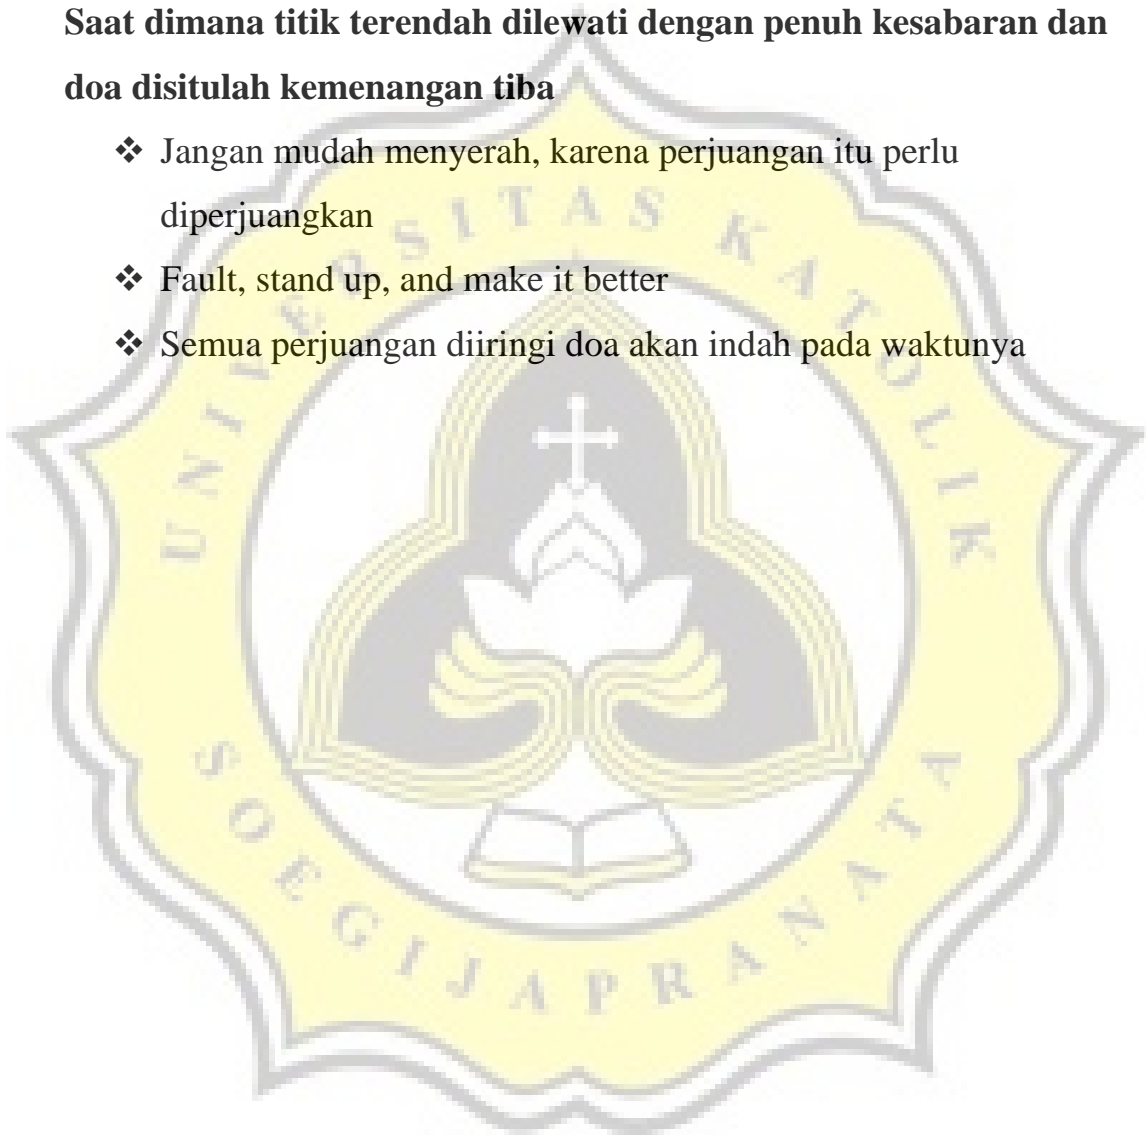 Saat dimana titik terendah dilewati dengan penuh kesabaran dan
doa disitulah kemenangan tiba
❖ Jangan mudah menyerah, karena perjuangan itu perlu
diperjuangkan
❖ Fault, stand up, and make it better
❖ Semua perjuangan diiringi doa akan indah pada waktunya
UNIVERSITAS KATOLIK
SOEGIJAPRANATA